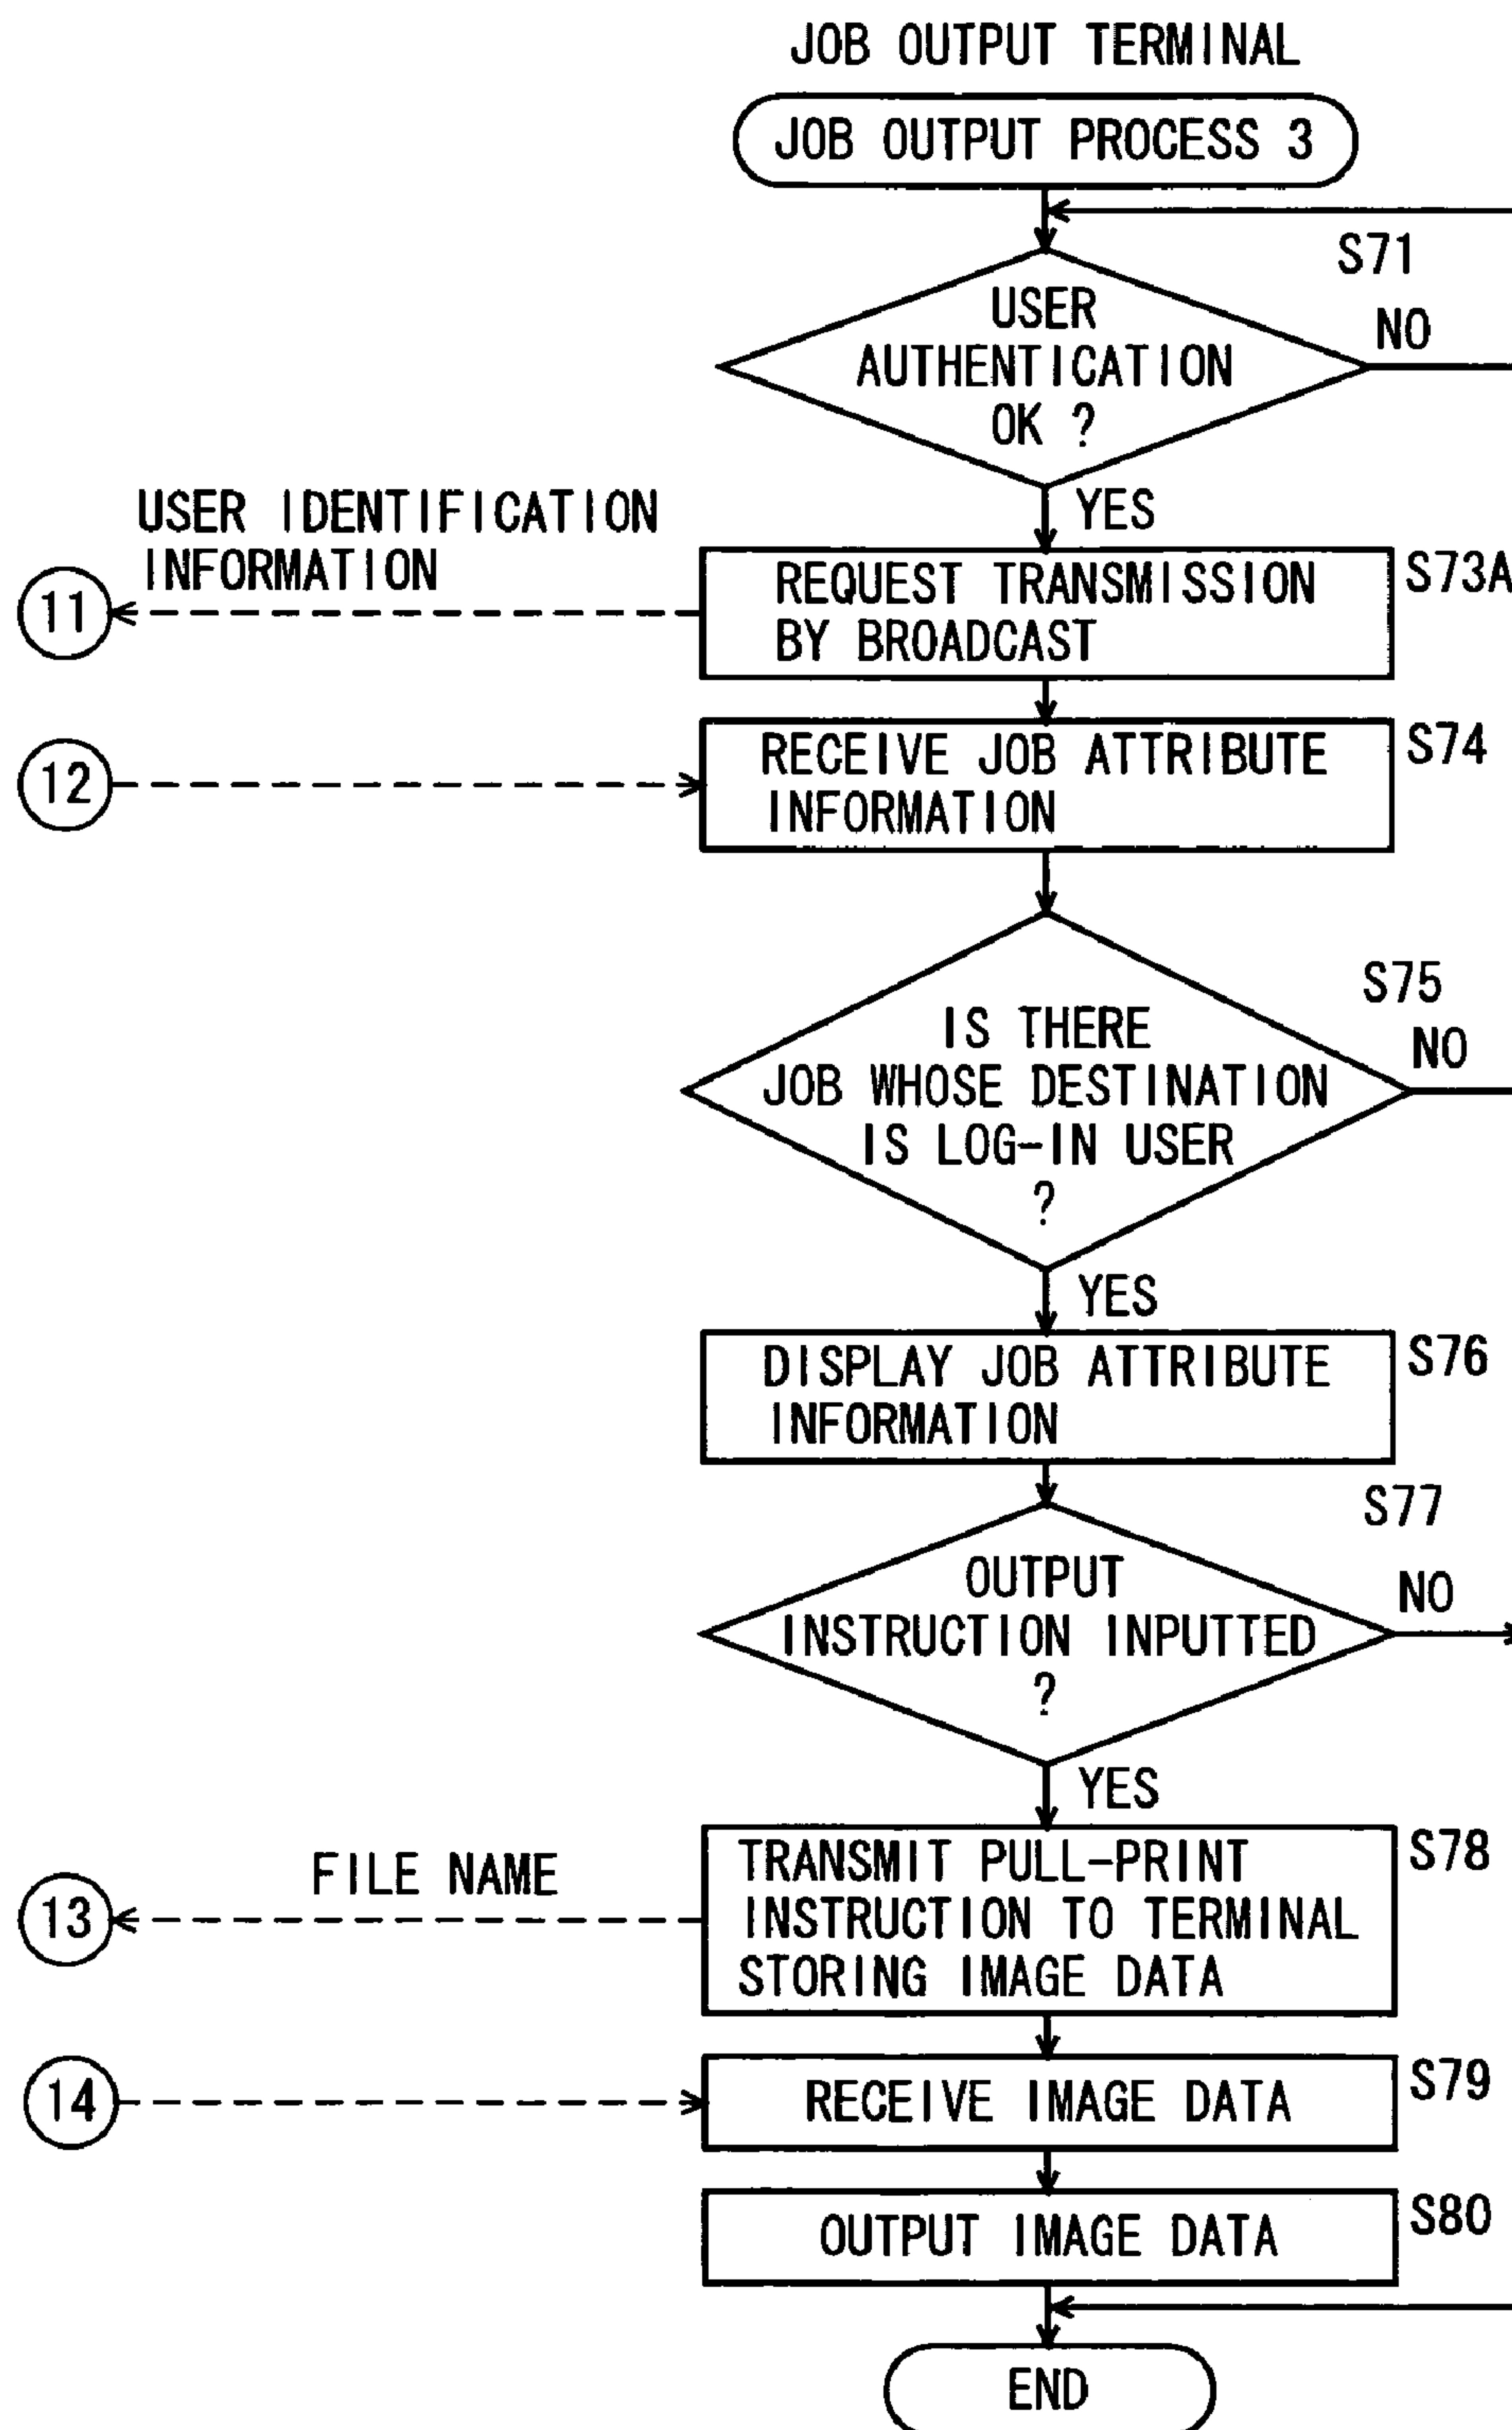 JOB OUTPUT TERMINAL
JOB OUTPUT PROCESS 3
S71
USER
AUTHENTICATION
OK ?
NO
YES
USER IDENTIFICATION
INFORMATION
11
REQUEST TRANSMISSION
BY BROADCAST
S73A
12
RECEIVE JOB ATTRIBUTE
INFORMATION
S74
S75
IS THERE
JOB WHOSE DESTINATION
IS LOG-IN USER
?
NO
YES
DISPLAY JOB ATTRIBUTE
INFORMATION
S76
S77
OUTPUT
INSTRUCTION INPUTTED
?
NO
YES
FILE NAME
13
TRANSMIT PULL-PRINT
INSTRUCTION TO TERMINAL
STORING IMAGE DATA
S78
14
RECEIVE IMAGE DATA
S79
OUTPUT IMAGE DATA
S80
END